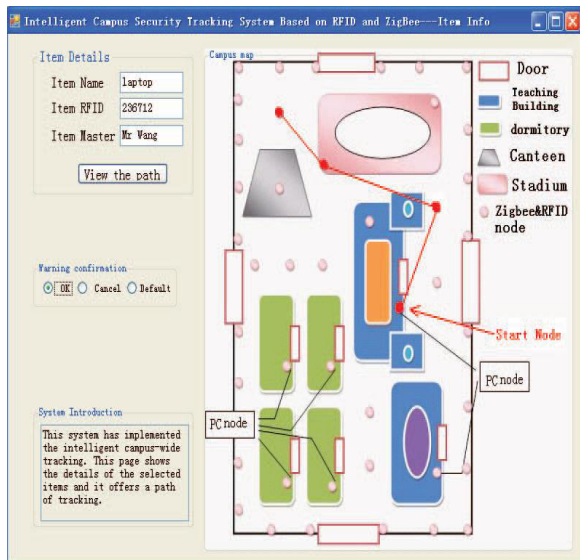 Intelligent Campus Security Tracking System Based on RFID and ZigBee---Item Info
Item Details
Item Name laptop
Item RFID 236712
Item Master Mr Wang
View the path
Warning confirmation
OK Cancel Default
System Introduction
This system has implemented
the intelligent campus-wide
tracking. This page shows
the details of the selected
items and it offers a path
of tracking.
Campus map
Door
Teaching
Building
dormitory
Canteen
Stadium
Zigbee&RFID
node
Start Node
PC node
PC node